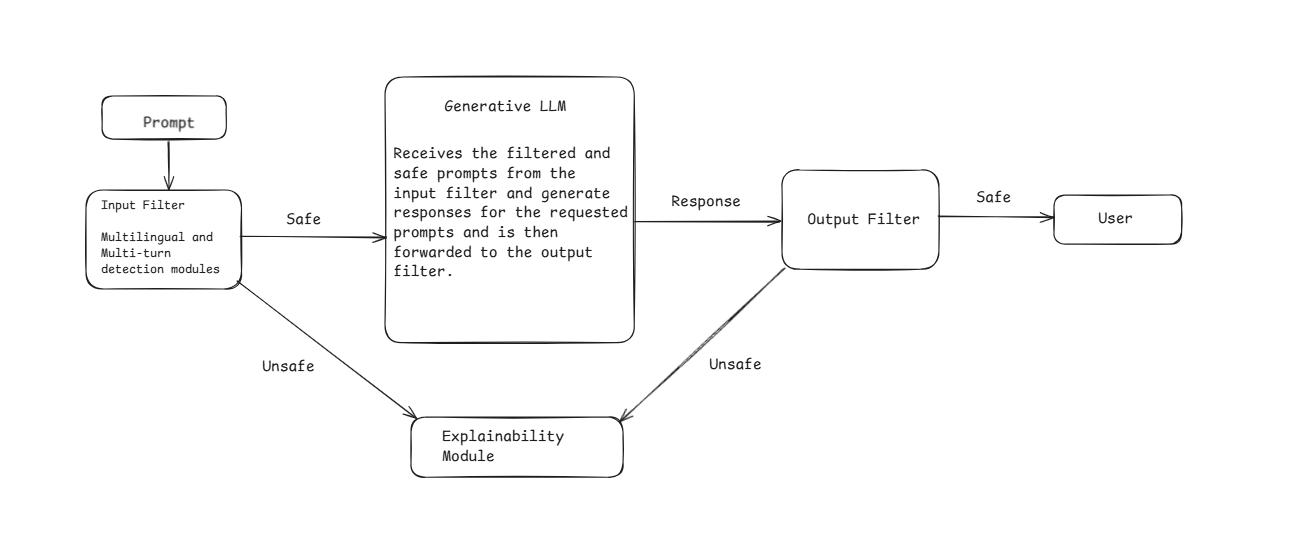 Prompt
Input Filter
Multilingual and
Multi-turn
detection modules
Safe
Unsafe
Generative LLM
Receives the filtered and
safe prompts from the
input filter and generate
responses for the requested
prompts and is then
forwarded to the output
filter.
Response
Output Filter
Safe
User
Unsafe
Explainability
Module